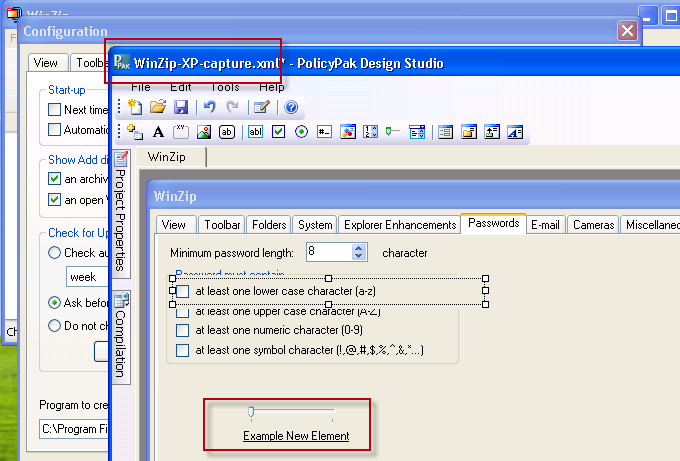 WinZip
Configuration
View
Toolba
Start-up
Next time
Automatic
Show Add di
an archiv
an open V
Check for Up
Check au
week
Ask befor
Do not ch
Program to cre
C:\Program Fi
WinZip-XP-capture.xml* - PolicyPak Design Studio
File Edit Tools Help
WinZip
Project Properties
Compilation
WinZip
View Toolbar Folders System Explorer Enhancements Passwords E-mail Cameras Miscellaneo
Minimum password length: 8 character
Password must contain
at least one lower case character (a-z)
at least one upper case character (A-Z)
at least one numeric character (0-9)
at least one symbol character (!,@,#,$,%,^,&,*...)
Example New Element